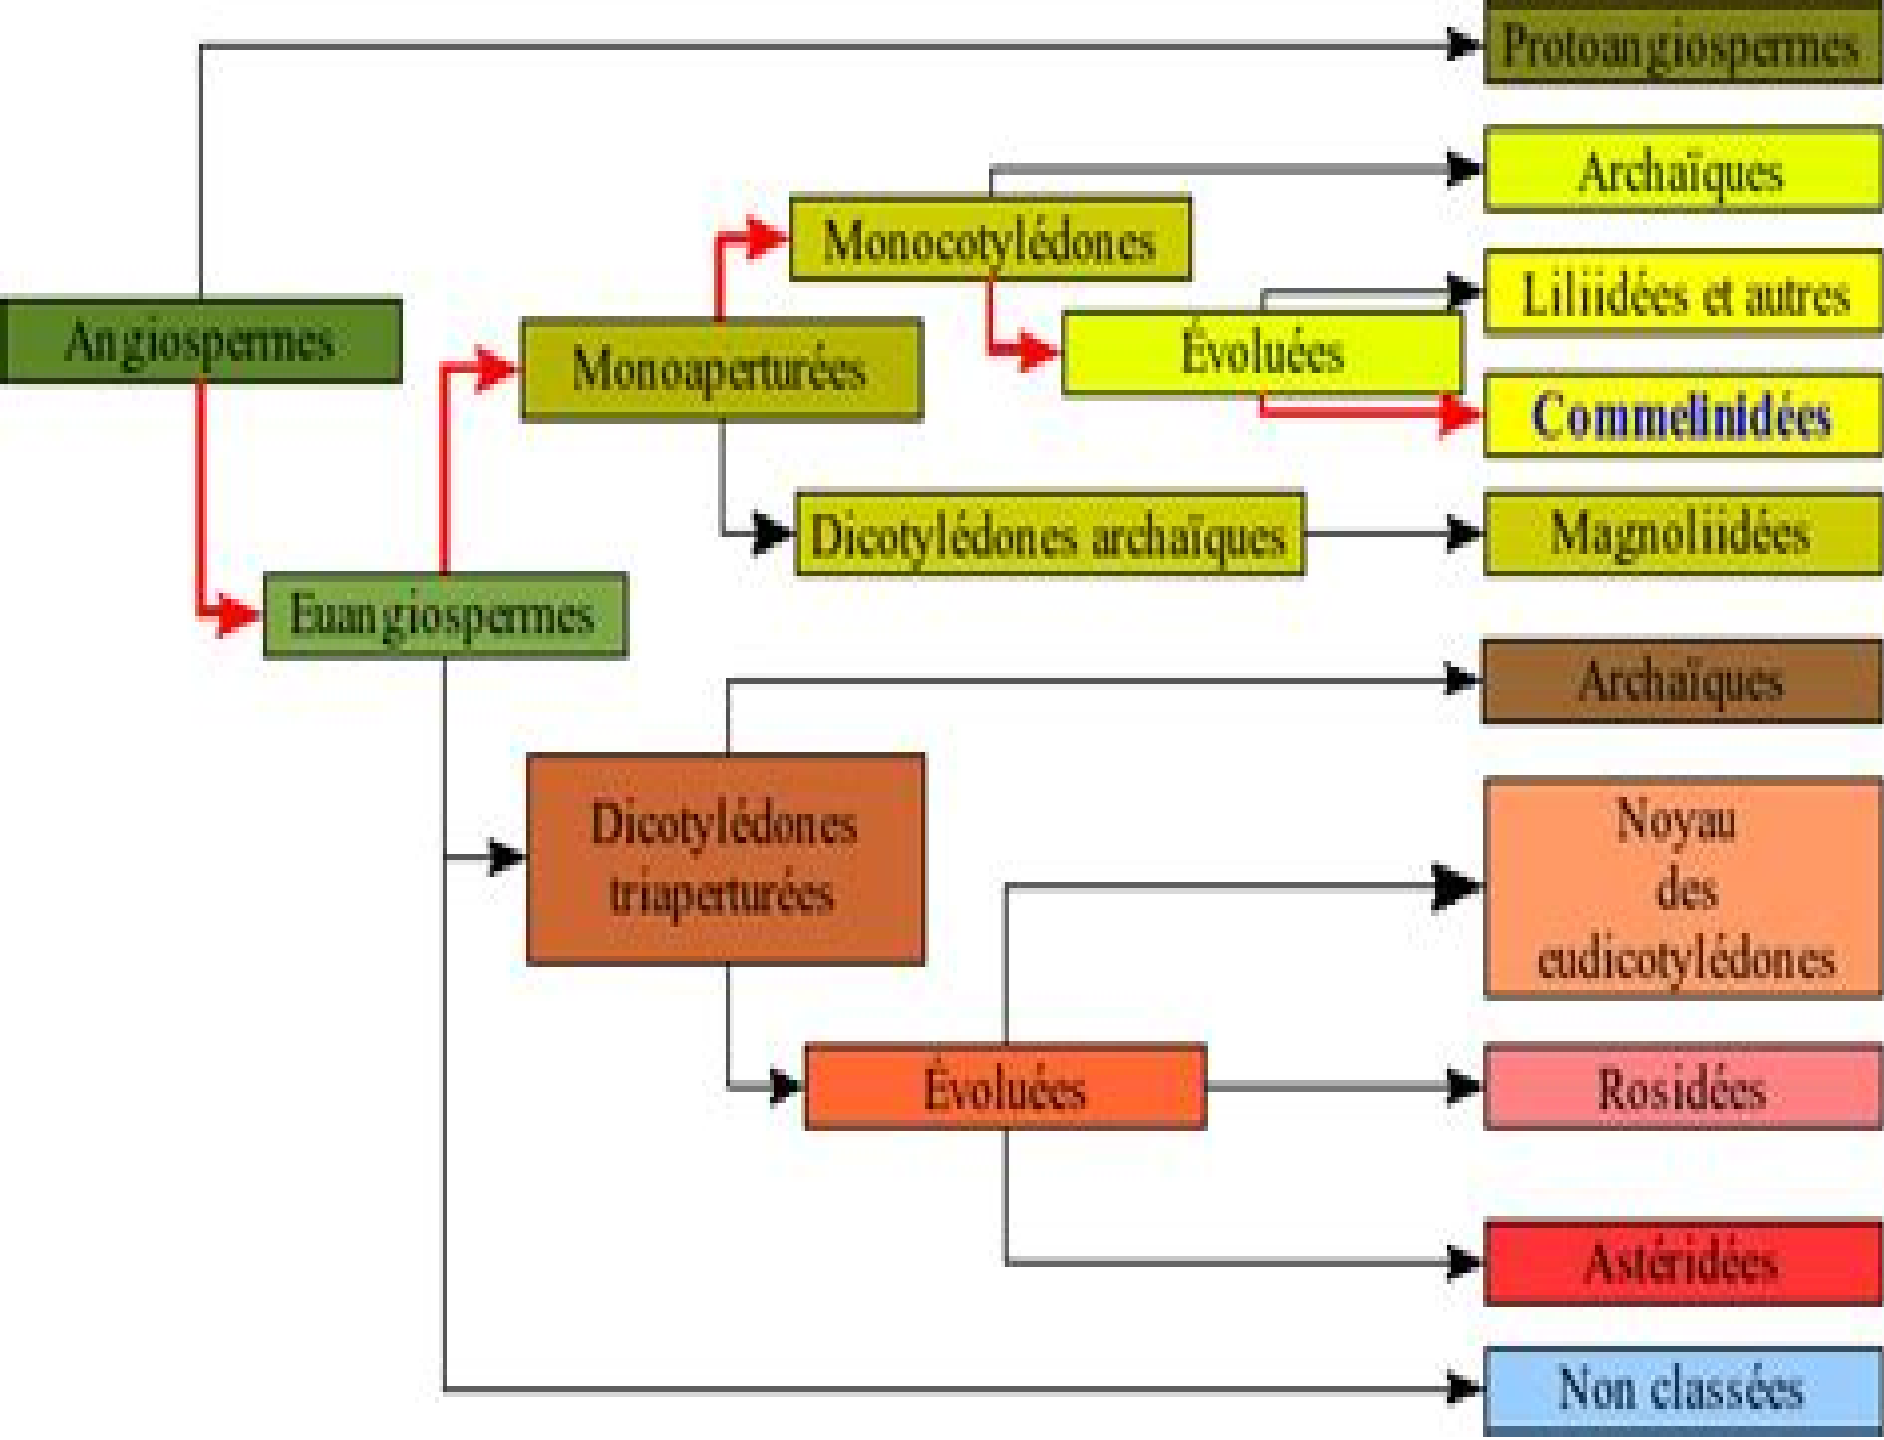 Protoangiospermes
Archaïques
Monocotylédones
Liliidées et autres
Angiospermes
Évoluées
Monoaperturées
Commelinidées
Dicotylédones archaïques
Magnoliidées
Euangiospermes
Archaïques
Dicotylédones
triaperturées
Noyau
des
eudicotylédones
Évoluées
Rosidées
Astéridées
Non classées